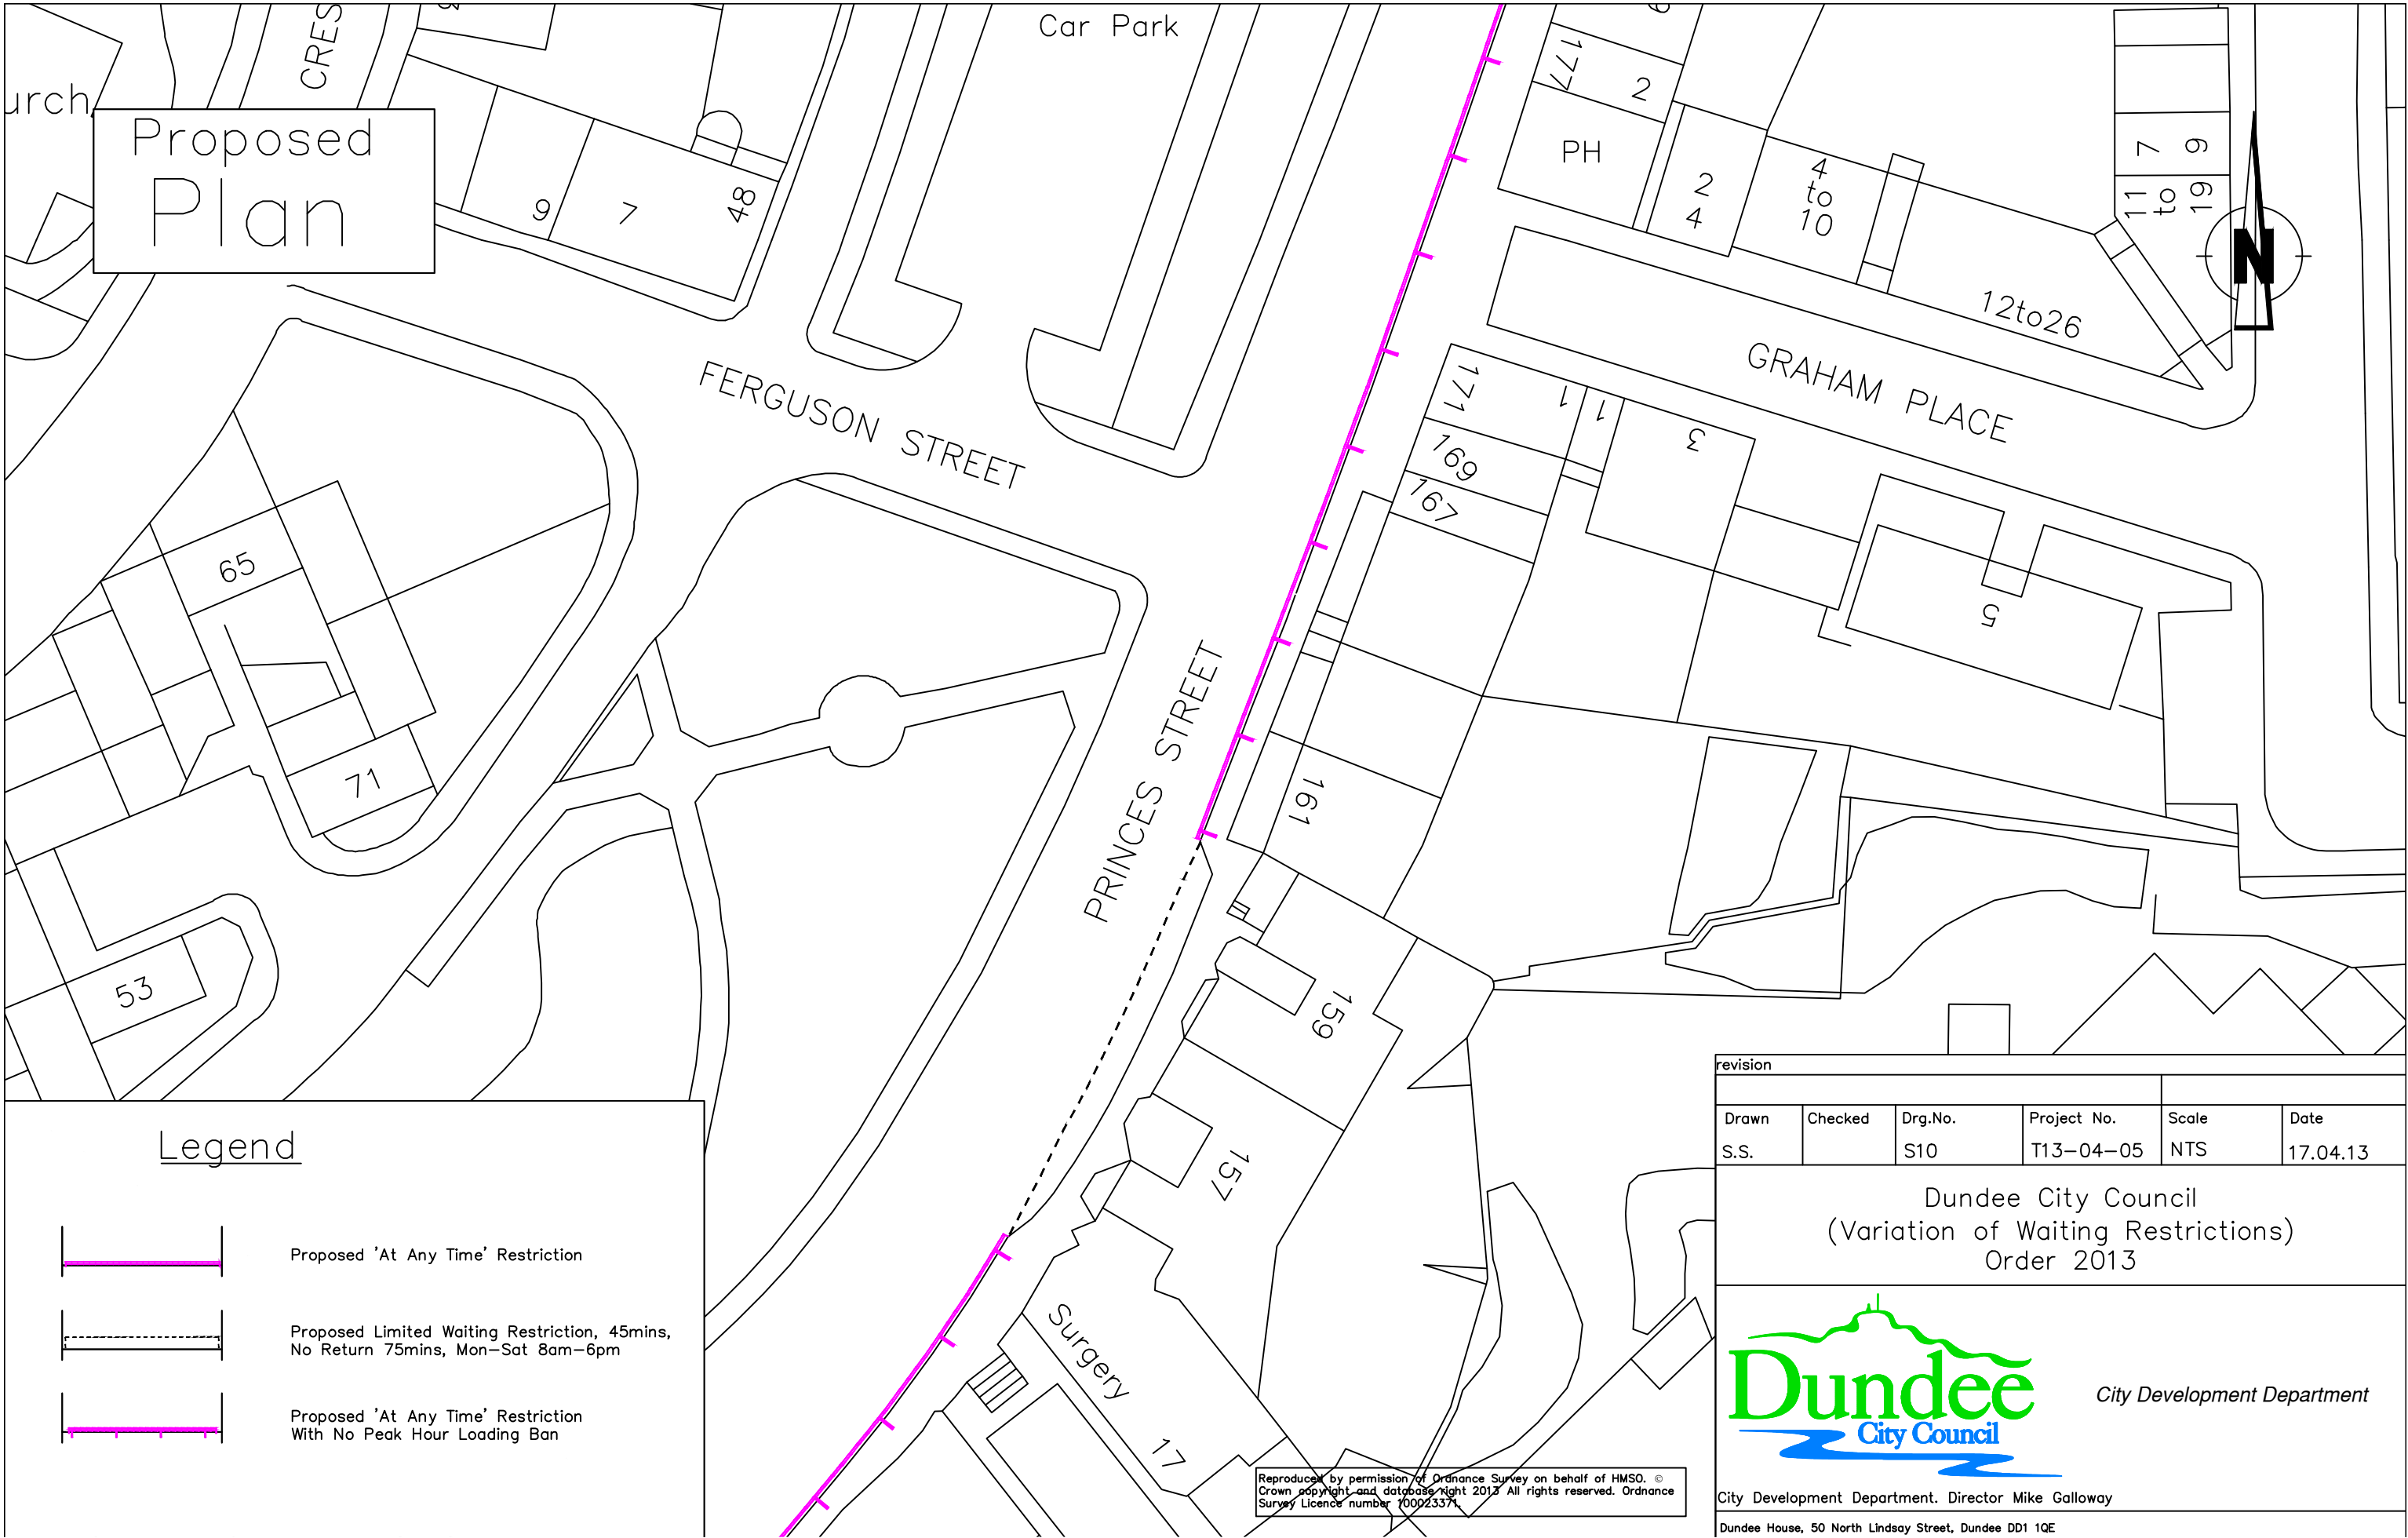 Proposed
Plan
urch
CRES
9
7
48
Car Park
FERGUSON STREET
PRINCES STREET
GRAHAM PLACE
177
2
PH
2
4
4
to
10
12to26
7
9
11
to
19
N
171
169
167
1
1
3
5
161
159
157
Surgery
17
65
71
53
Legend
Proposed 'At Any Time' Restriction
Proposed Limited Waiting Restriction, 45mins,
No Return 75mins, Mon-Sat 8am-6pm
Proposed 'At Any Time' Restriction
With No Peak Hour Loading Ban
Reproduced by permission of Ordnance Survey on behalf of HMSO. ©
Crown copyright and database right 2013 All rights reserved. Ordnance
Survey Licence number 100023371.
revision
Drawn Checked Drg.No. Project No. Scale Date
S.S. S10 T13-04-05 NTS 17.04.13
Dundee City Council
(Variation of Waiting Restrictions)
Order 2013
Dundee
City Council
City Development Department
City Development Department. Director Mike Galloway
Dundee House, 50 North Lindsay Street, Dundee DD1 1QE